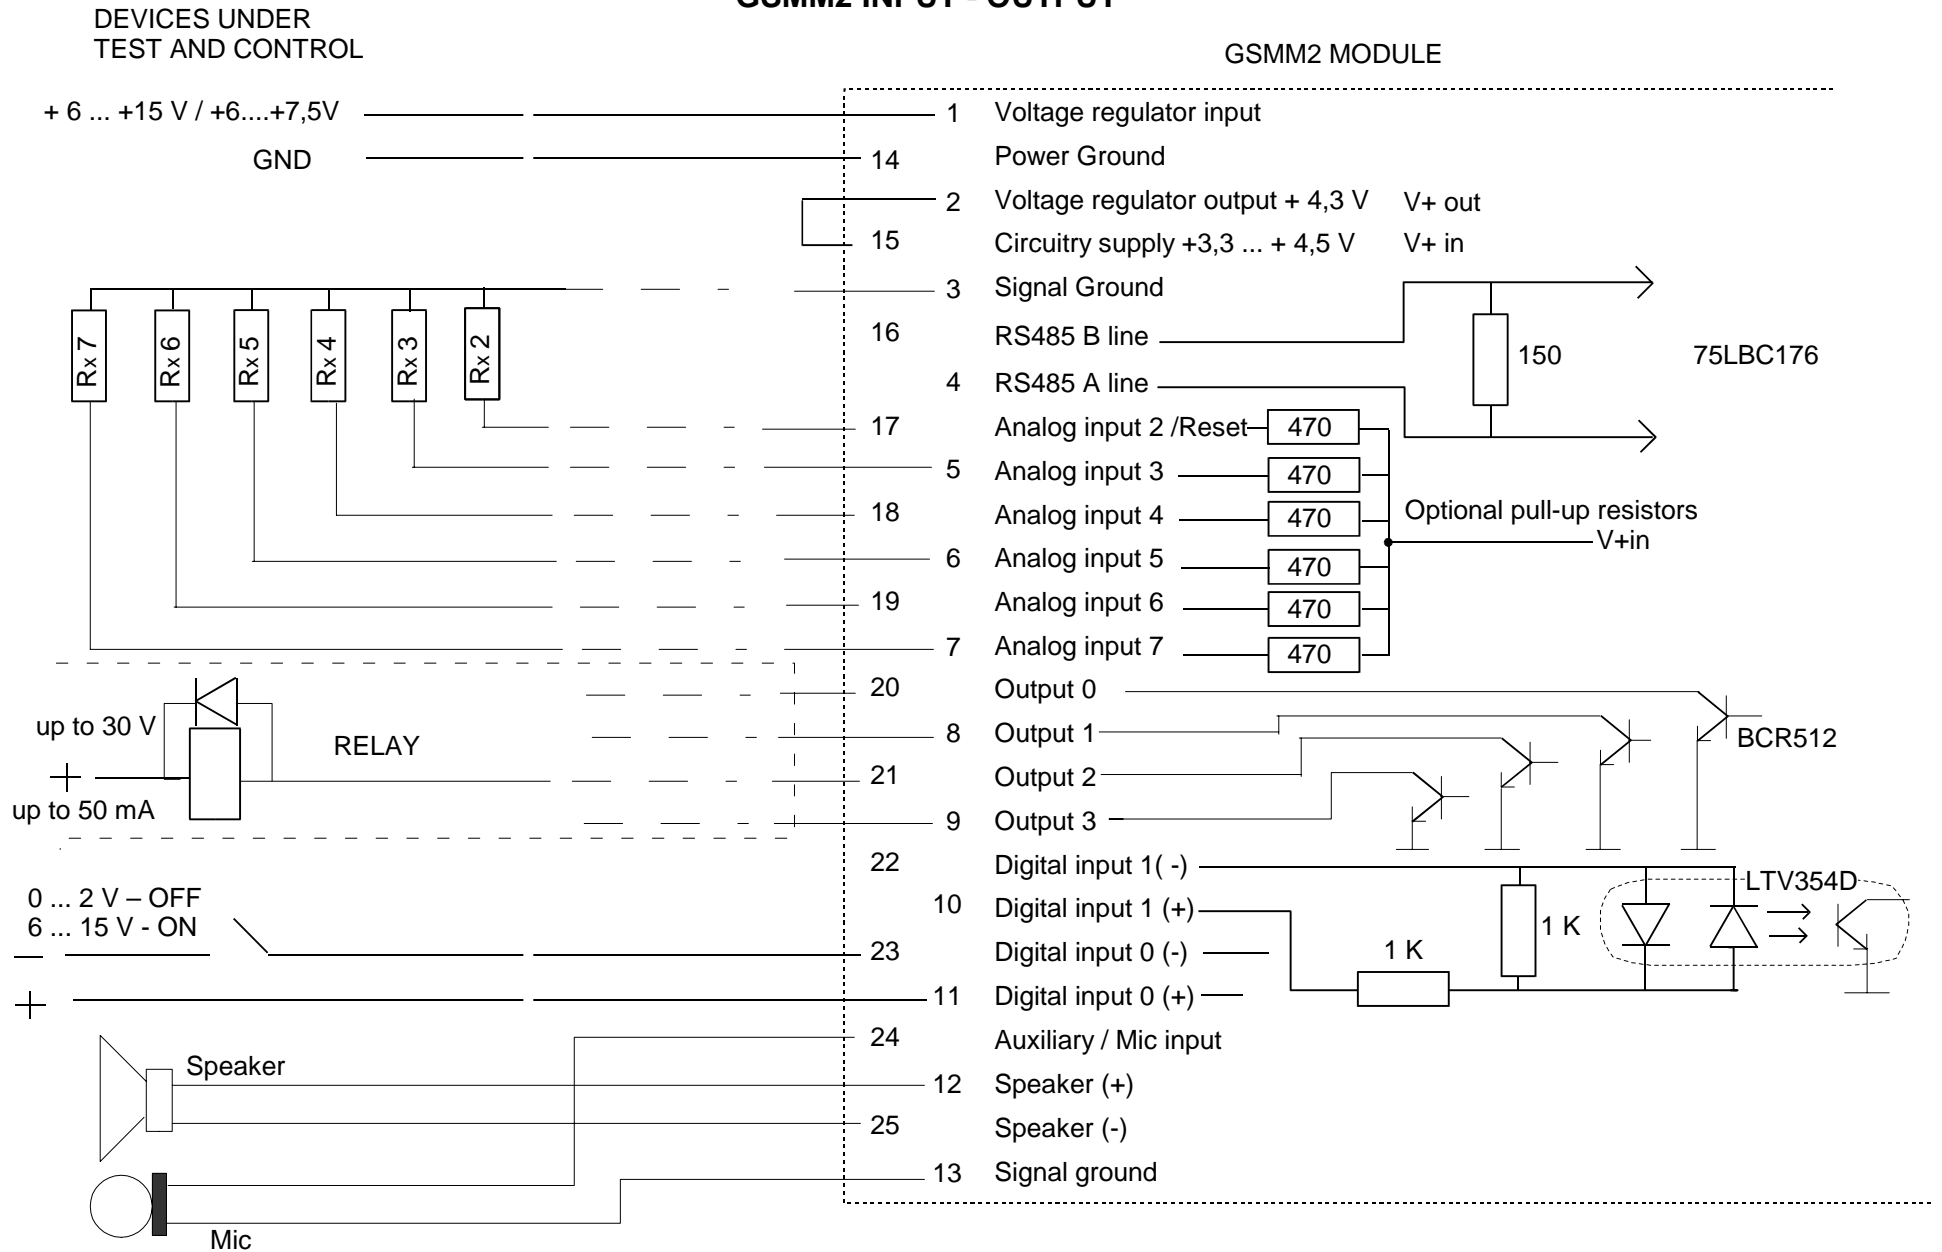 GSMM2 INPUT - OUTPUT
DEVICES UNDER
TEST AND CONTROL
GSMM2 MODULE
+ 6 ... +15 V / +6....+7,5V
1 Voltage regulator input
GND
14 Power Ground
2 Voltage regulator output + 4,3 V V+ out
15 Circuitry supply +3,3 ... + 4,5 V V+ in
3 Signal Ground
16 RS485 B line
150
75LBC176
4 RS485 A line
Rx 7
Rx 6
Rx 5
Rx 4
Rx 3
Rx 2
17 Analog input 2 /Reset 470
5 Analog input 3 470
18 Analog input 4 470
Optional pull-up resistors
V+in
6 Analog input 5 470
19 Analog input 6 470
7 Analog input 7 470
20 Output 0
up to 30 V
RELAY
8 Output 1
BCR512
+
21 Output 2
up to 50 mA
9 Output 3
22 Digital input 1( -)
LTV354D
0 ... 2 V – OFF
6 ... 15 V - ON
10 Digital input 1 (+)
1 K
1 K
–
23 Digital input 0 (-)
+
11 Digital input 0 (+)
24 Auxiliary / Mic input
Speaker
12 Speaker (+)
25 Speaker (-)
13 Signal ground
Mic